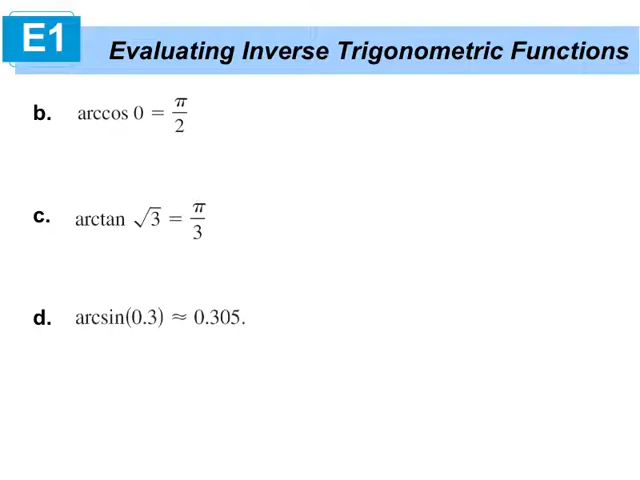 E1
Evaluating Inverse Trigonometric Functions
b. arccos 0 = π/2
c. arctan √3 = π/3
d. arcsin(0.3) ≈ 0.305.